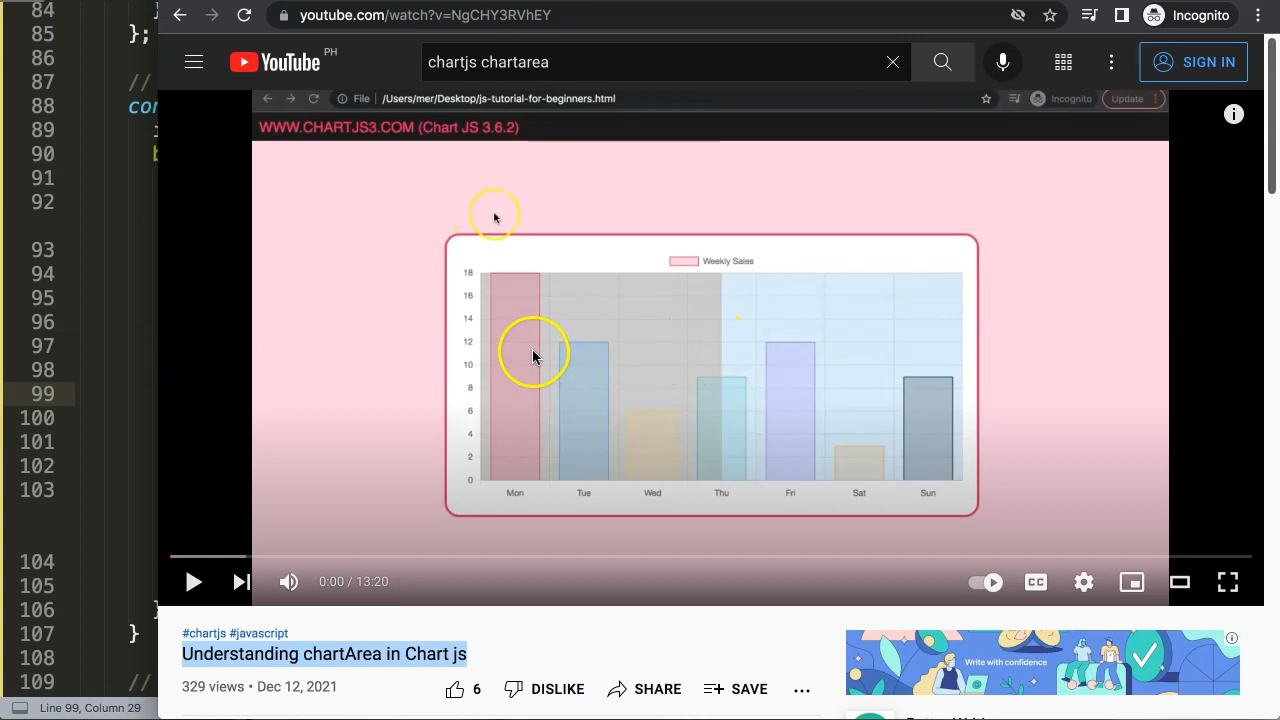 84
85 };
86
87 //
88
89
90
91
92
93
94
95
96
97
98
99
100
101
102
103
104
105
106 }
107 }
108
109 //
Line 99, Column 29
youtube.com/watch?v=NgCHY3RVhEY
Incognito
YouTube PH
chartjs chartarea
SIGN IN
File | /Users/mer/Desktop/js-tutorial-for-beginners.html
Incognito
Update
WWW.CHARTJS3.COM (Chart JS 3.6.2)
Weekly Sales
18
16
14
12
10
8
6
4
2
0
Mon Tue Wed Thu Fri Sat Sun
0:00 / 13:20
CC
#chartjs #javascript
Understanding chartArea in Chart js
329 views • Dec 12, 2021
6 DISLIKE SHARE SAVE
Write with confidence